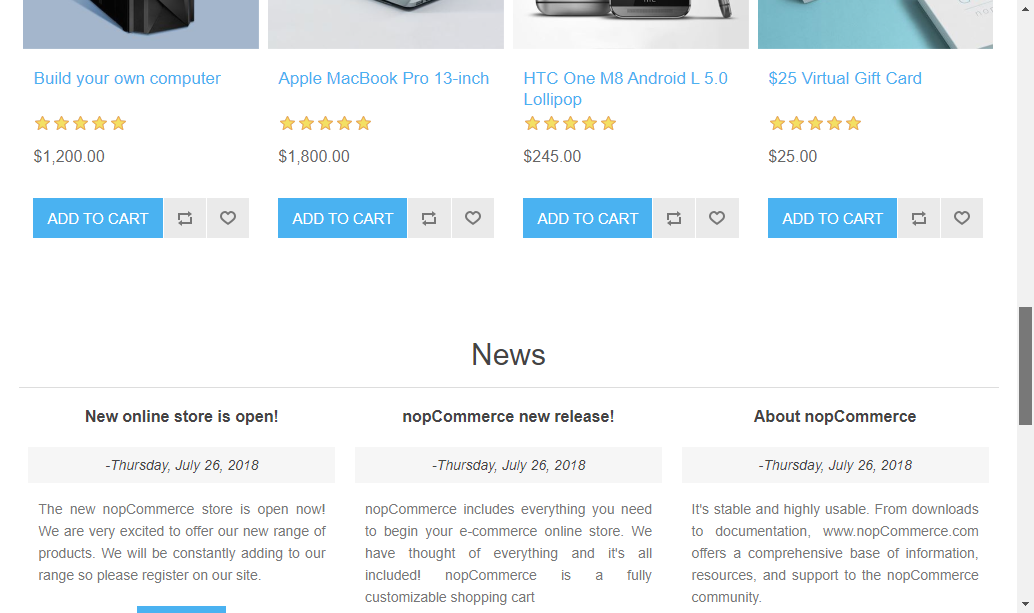 Build your own computer
Apple MacBook Pro 13-inch
HTC One M8 Android L 5.0
Lollipop
$25 Virtual Gift Card
$1,200.00
$1,800.00
$245.00
$25.00
ADD TO CART
ADD TO CART
ADD TO CART
ADD TO CART
News
New online store is open!
-Thursday, July 26, 2018
The new nopCommerce store is open now!
We are very excited to offer our new range of
products. We will be constantly adding to our
range so please register on our site.
nopCommerce new release!
-Thursday, July 26, 2018
nopCommerce includes everything you need
to begin your e-commerce online store. We
have thought of everything and it's all
included! nopCommerce is a fully
customizable shopping cart
About nopCommerce
-Thursday, July 26, 2018
It's stable and highly usable. From downloads
to documentation, www.nopCommerce.com
offers a comprehensive base of information,
resources, and support to the nopCommerce
community.